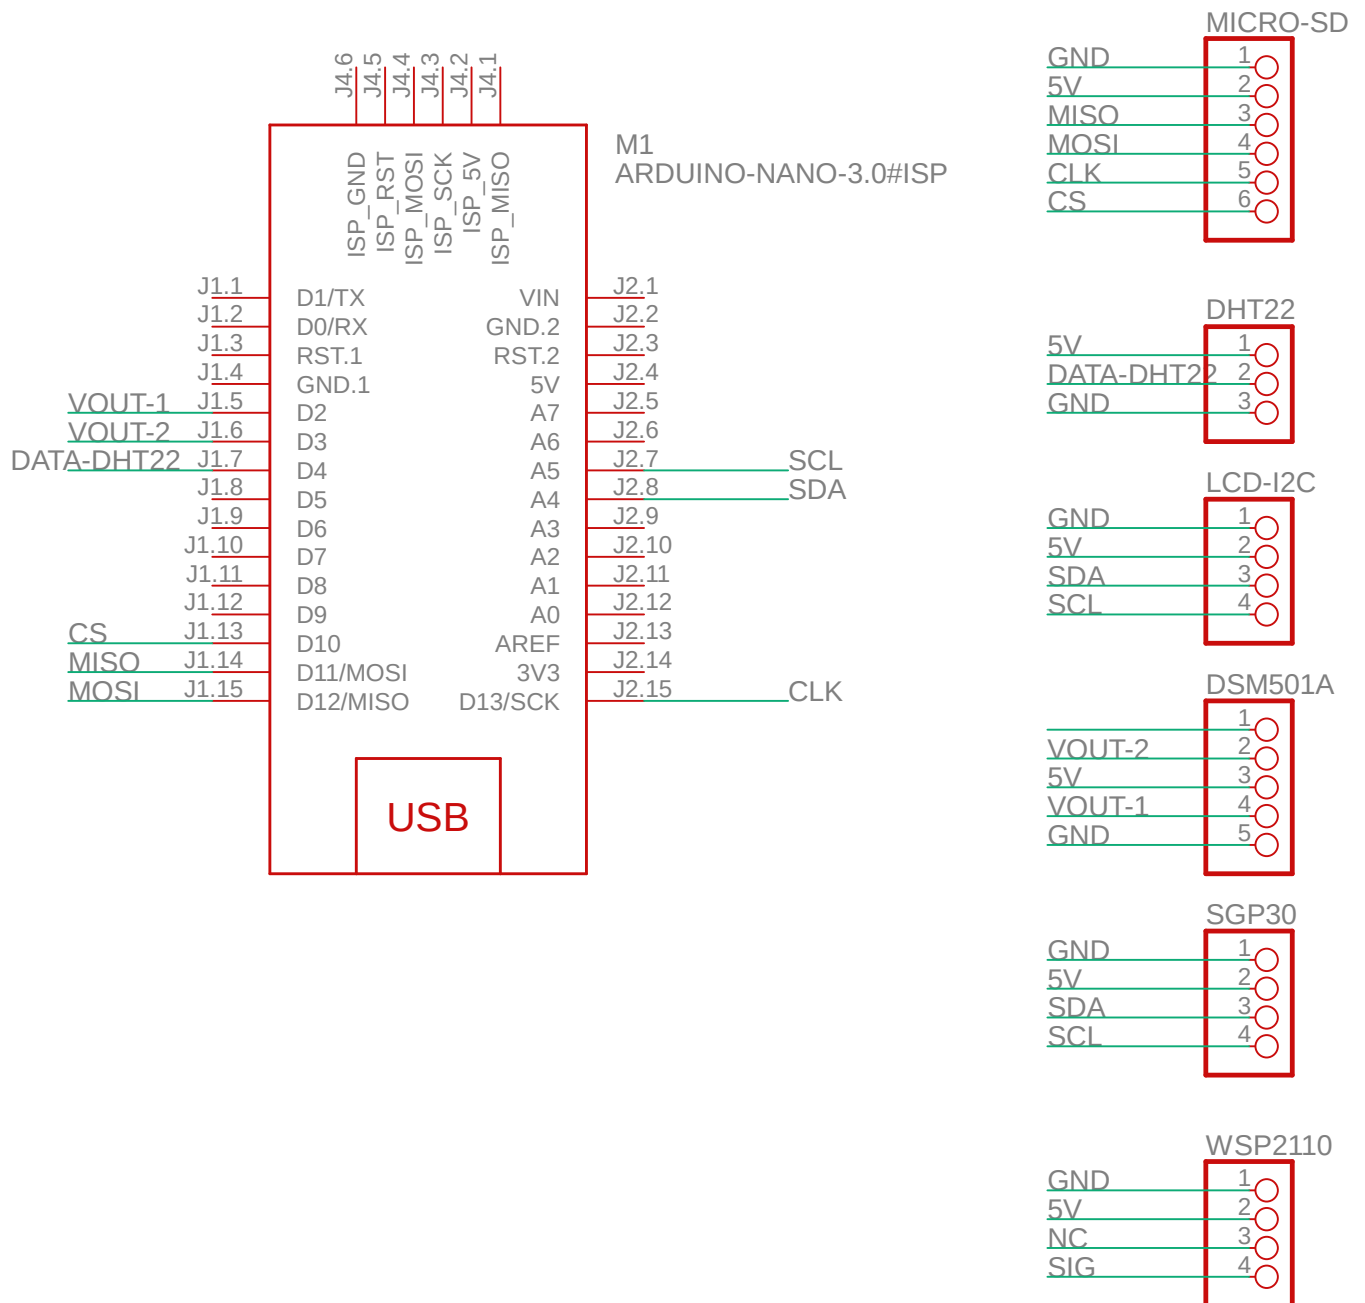 J4.6
J4.5
J4.4
J4.3
J4.2
J4.1
ISP_GND
ISP_RST
ISP_MOSI
ISP_SCK
ISP_5V
ISP_MISO
M1
ARDUINO-NANO-3.0#ISP
J1.1 D1/TX VIN J2.1
J1.2 D0/RX GND.2 J2.2
J1.3 RST.1 RST.2 J2.3
J1.4 GND.1 5V J2.4
VOUT-1 J1.5 D2 A7 J2.5
VOUT-2 J1.6 D3 A6 J2.6
DATA-DHT22 J1.7 D4 A5 J2.7 SCL
J1.8 D5 A4 J2.8 SDA
J1.9 D6 A3 J2.9
J1.10 D7 A2 J2.10
J1.11 D8 A1 J2.11
J1.12 D9 A0 J2.12
CS J1.13 D10 AREF J2.13
MISO J1.14 D11/MOSI 3V3 J2.14
MOSI J1.15 D12/MISO D13/SCK J2.15 CLK
USB
MICRO-SD
GND 1
5V 2
MISO 3
MOSI 4
CLK 5
CS 6
DHT22
5V 1
DATA-DHT22 2
GND 3
LCD-I2C
GND 1
5V 2
SDA 3
SCL 4
DSM501A
1
VOUT-2 2
5V 3
VOUT-1 4
GND 5
SGP30
GND 1
5V 2
SDA 3
SCL 4
WSP2110
GND 1
5V 2
NC 3
SIG 4